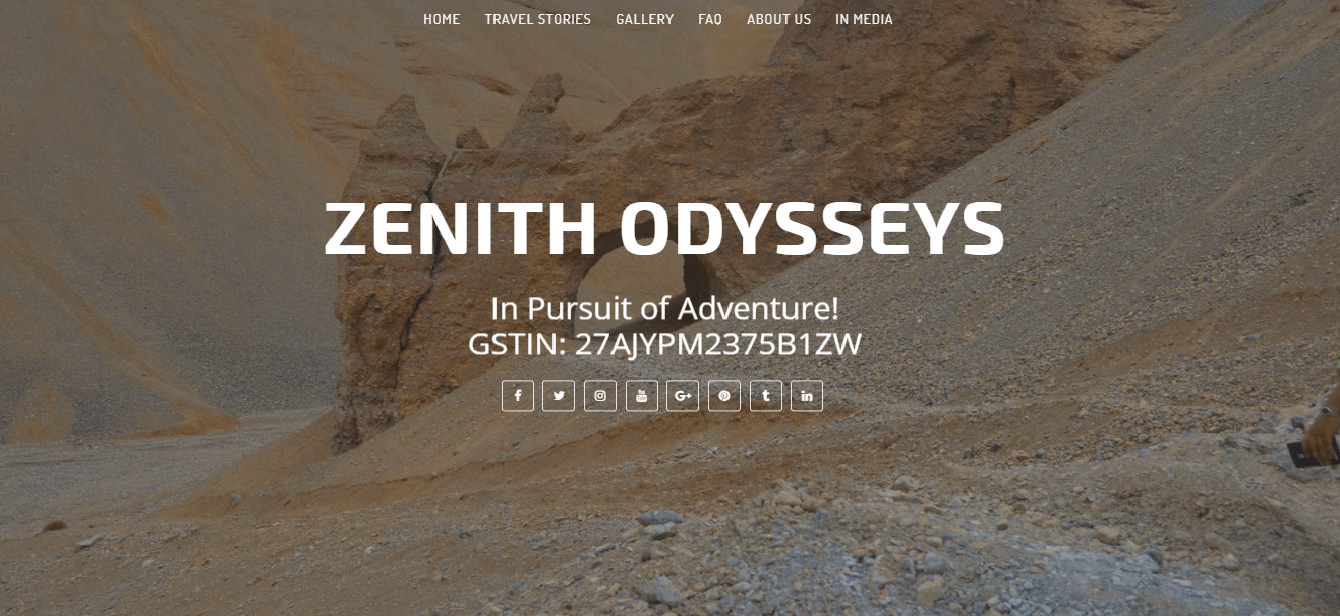 HOME TRAVEL STORIES GALLERY FAQ ABOUT US IN MEDIA
ZENITH ODYSSEYS
In Pursuit of Adventure!
GSTIN: 27AJYPM2375B1ZW